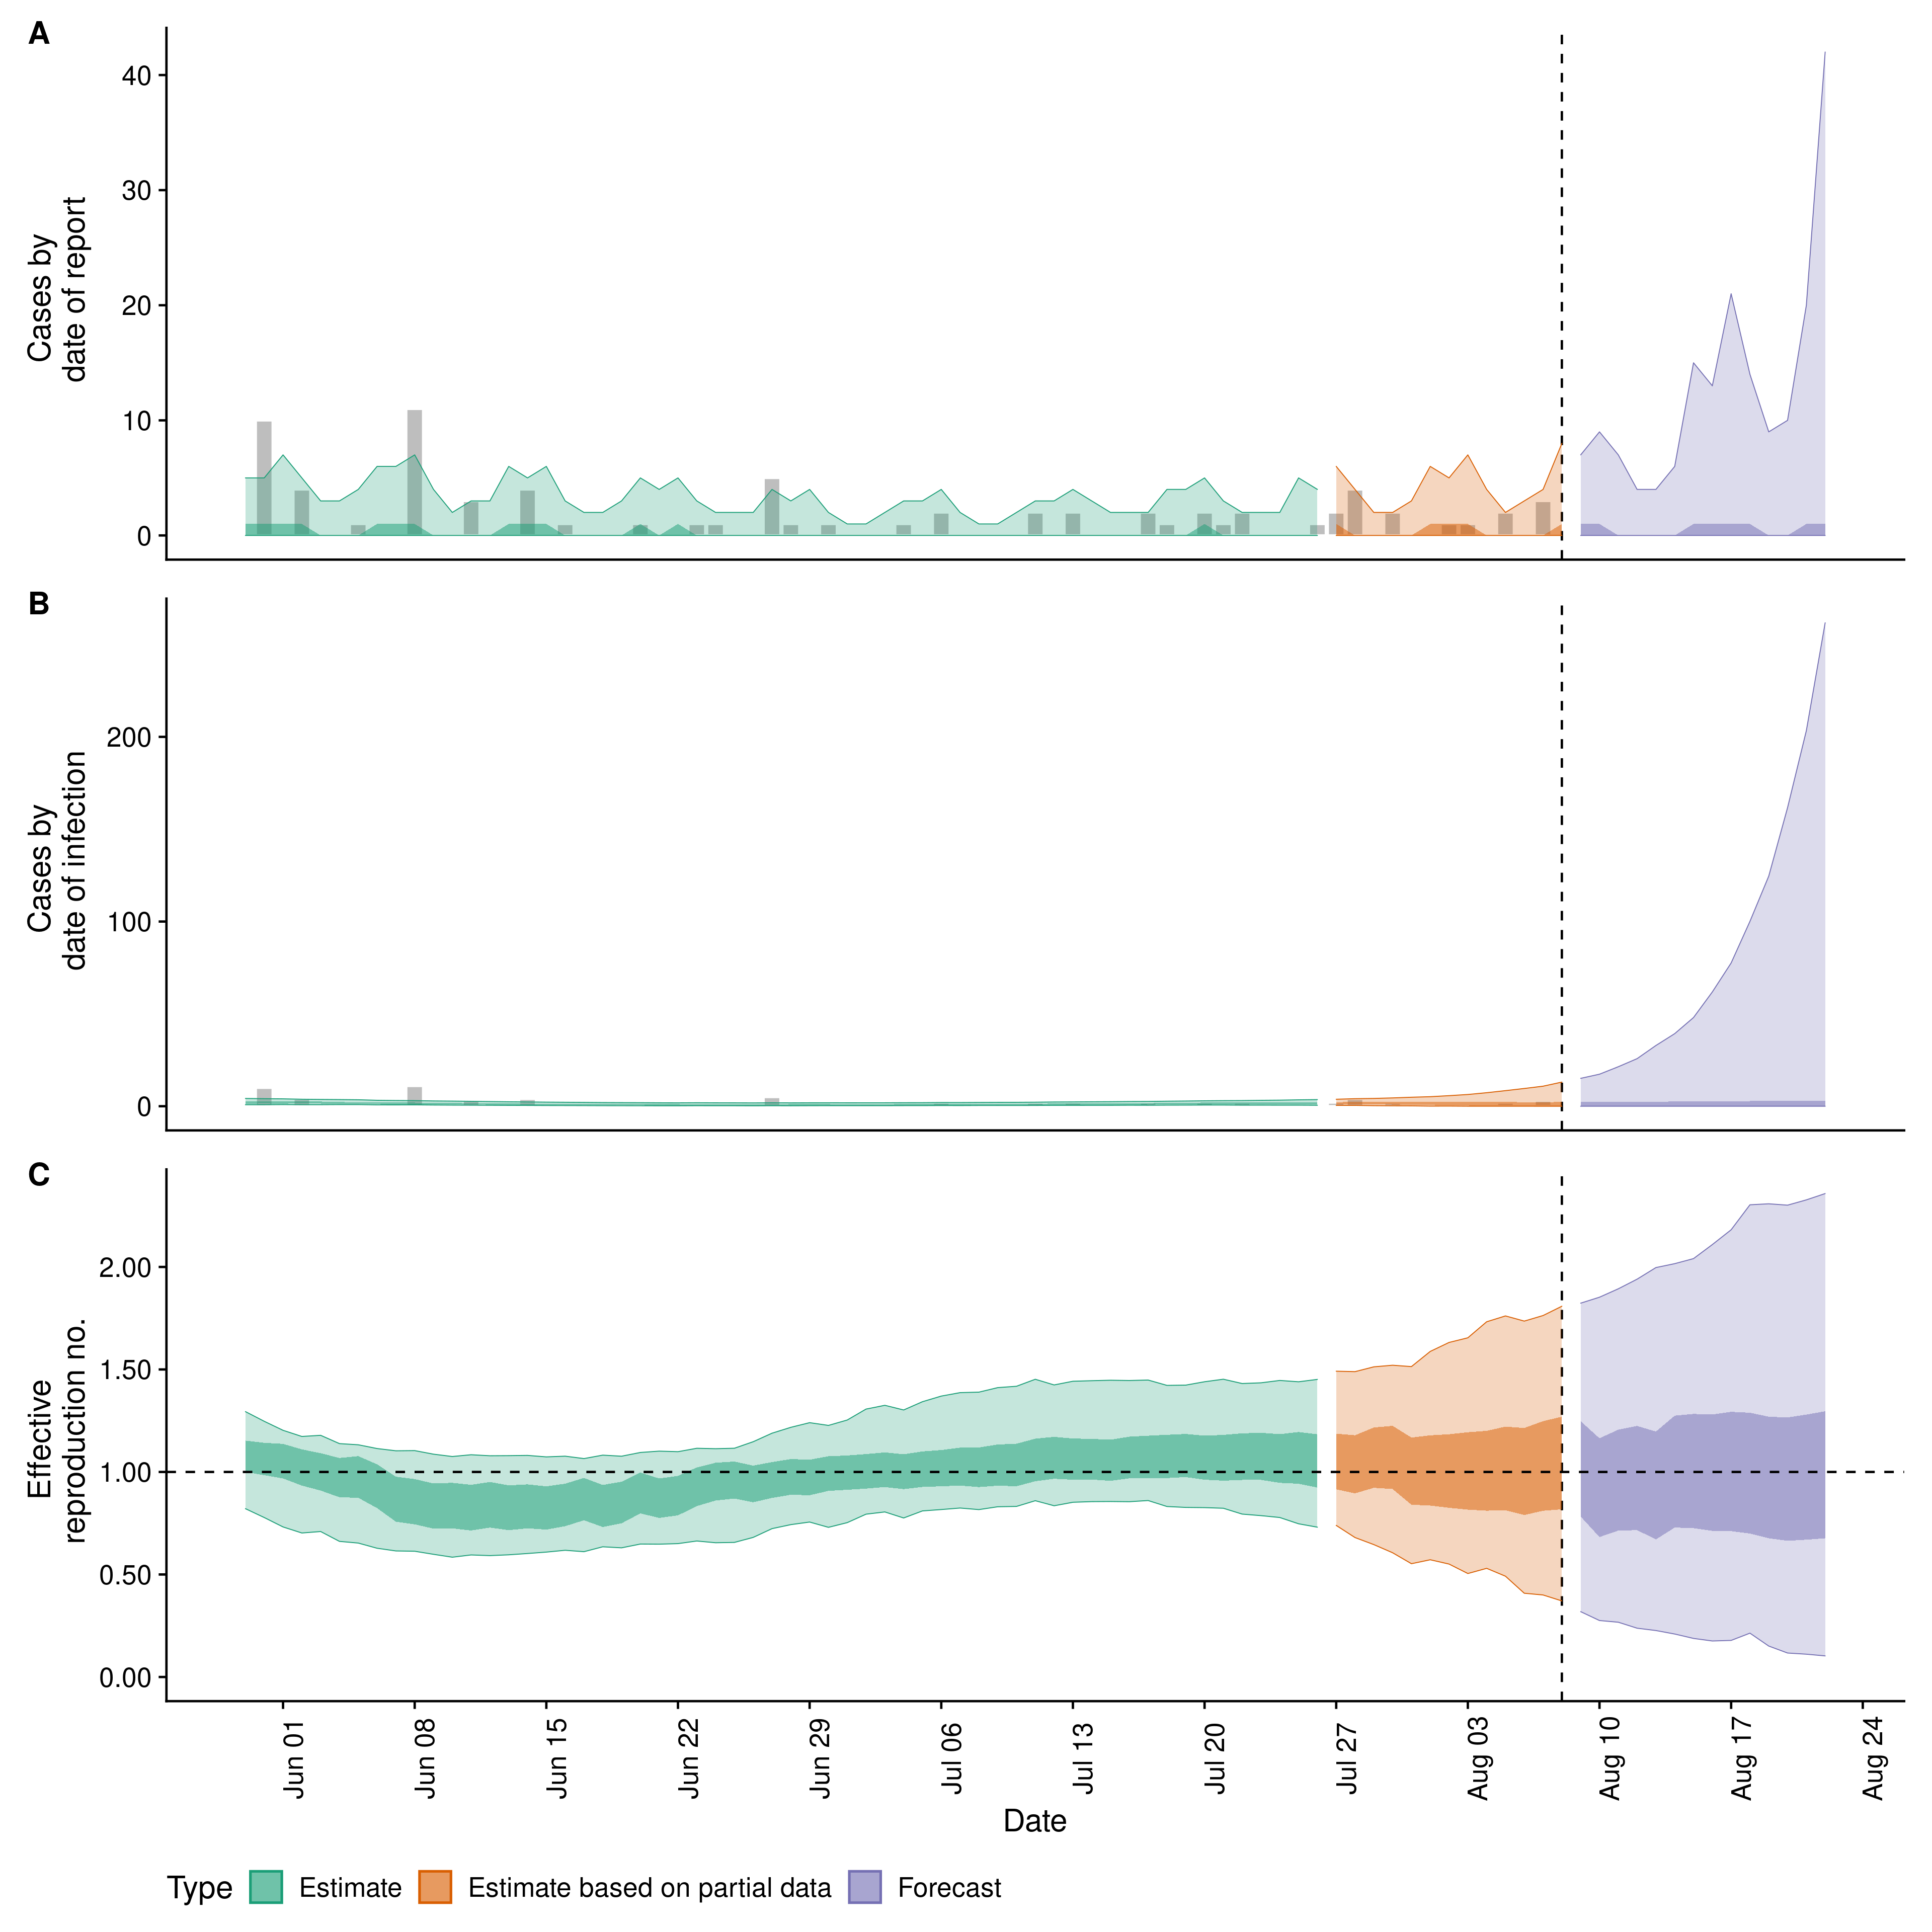 A
Cases by
date of report
40
30
20
10
0
B
Cases by
date of infection
200
100
0
C
Effective
reproduction no.
2.00
1.50
1.00
0.50
0.00
Jun 01
Jun 08
Jun 15
Jun 22
Jun 29
Jul 06
Jul 13
Jul 20
Jul 27
Aug 03
Aug 10
Aug 17
Aug 24
Date
Type Estimate Estimate based on partial data Forecast